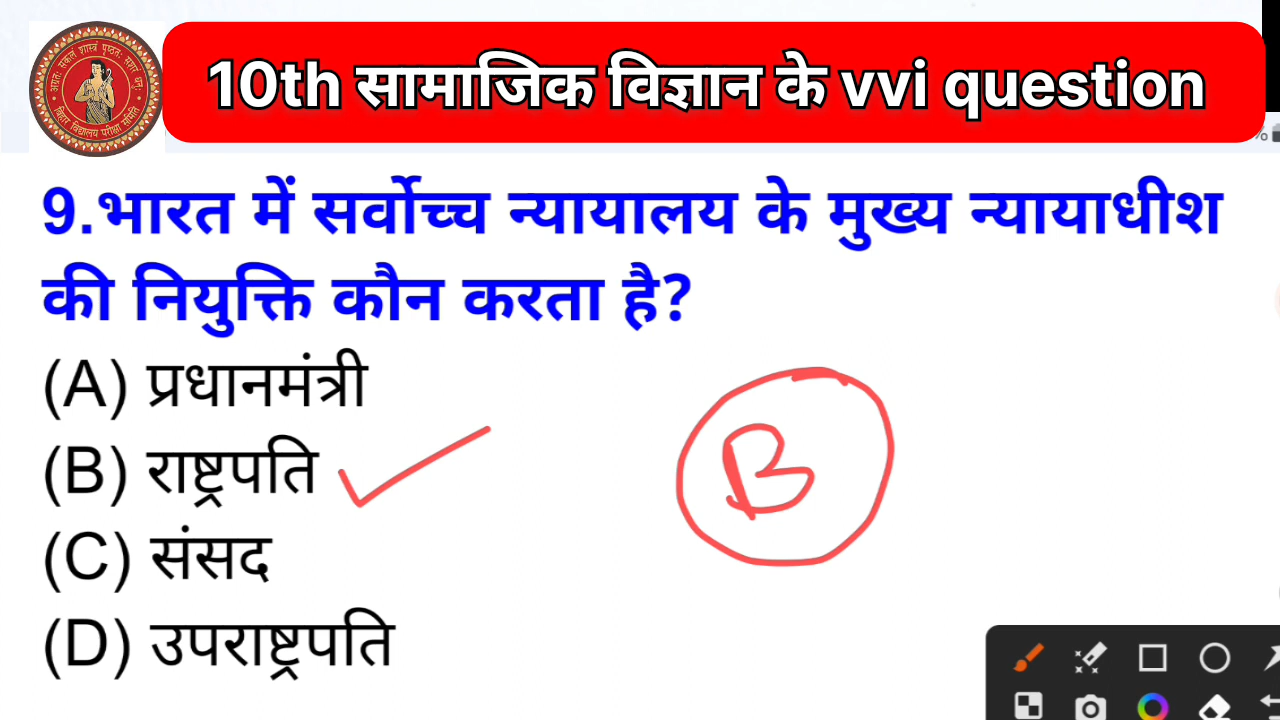 10th सामाजिक विज्ञान के vvi question
9.भारत में सर्वोच्च न्यायालय के मुख्य न्यायाधीश
की नियुक्ति कौन करता है?
(A) प्रधानमंत्री
(B) राष्ट्रपति
B
(C) संसद
(D) उपराष्ट्रपति